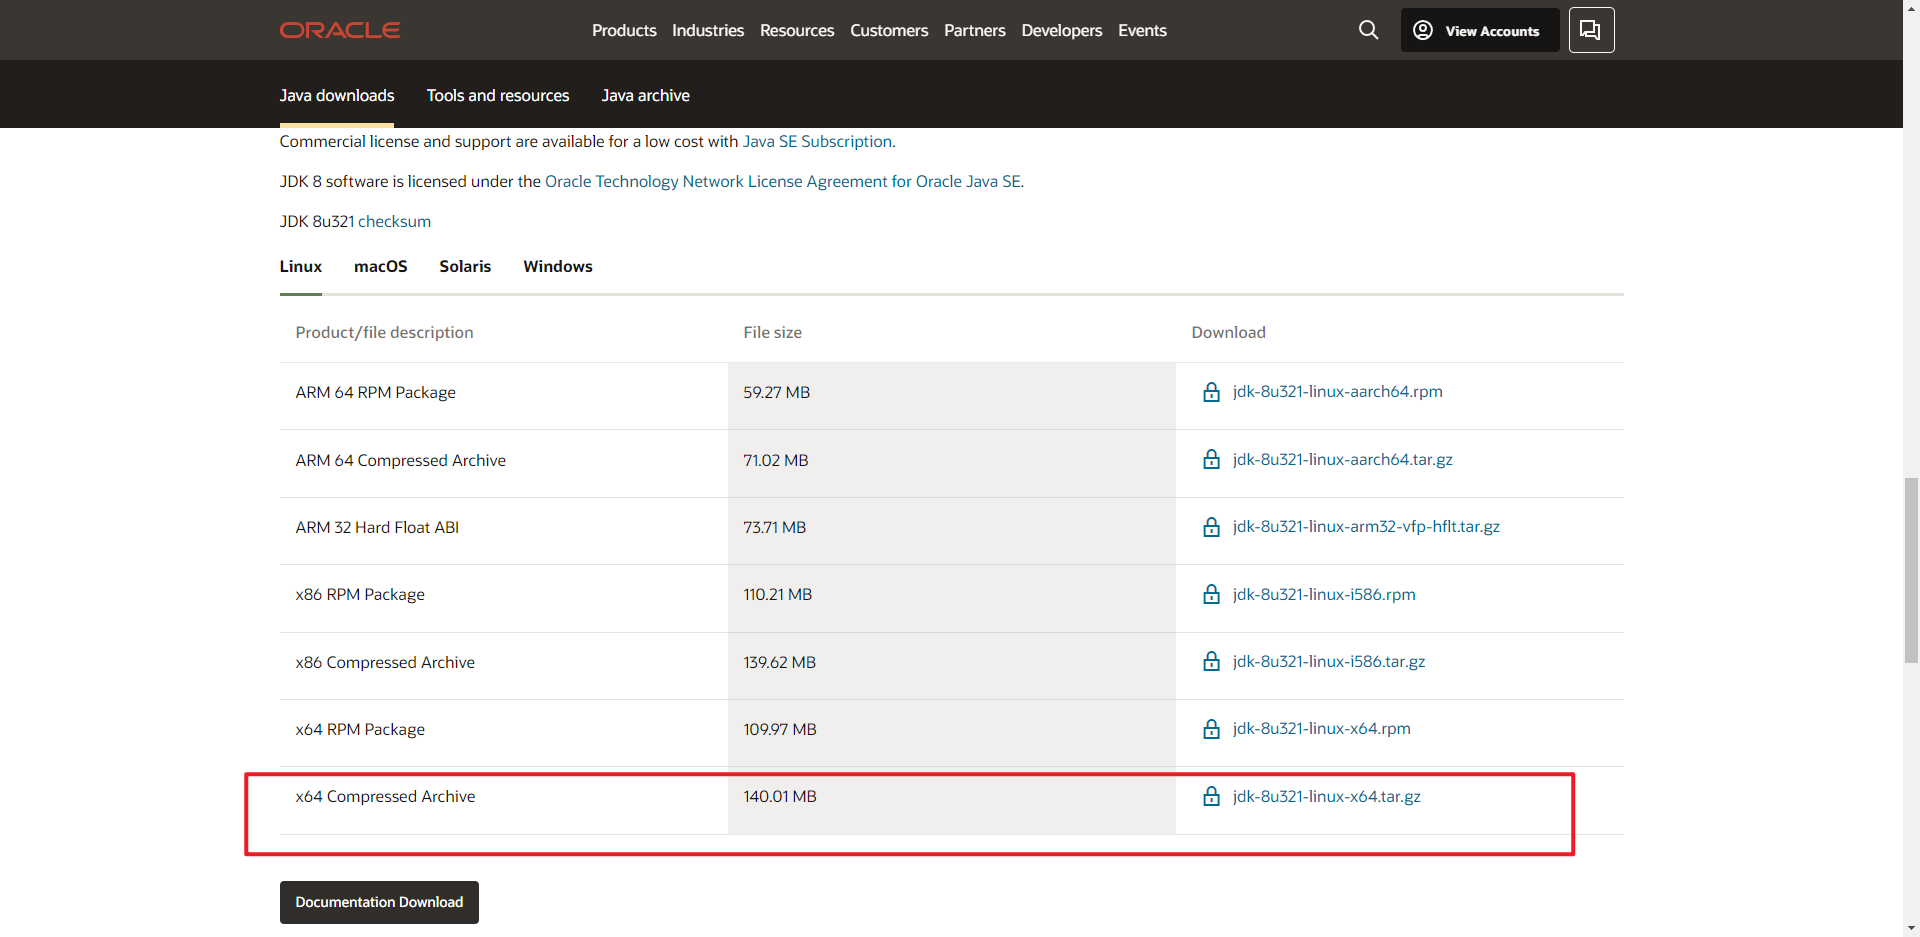 ORACLE Products Industries Resources Customers Partners Developers Events View Accounts
Java downloads Tools and resources Java archive
Commercial license and support are available for a low cost with Java SE Subscription.
JDK 8 software is licensed under the Oracle Technology Network License Agreement for Oracle Java SE.
JDK 8u321 checksum
Linux macOS Solaris Windows
Product/file description File size Download
ARM 64 RPM Package 59.27 MB jdk-8u321-linux-aarch64.rpm
ARM 64 Compressed Archive 71.02 MB jdk-8u321-linux-aarch64.tar.gz
ARM 32 Hard Float ABI 73.71 MB jdk-8u321-linux-arm32-vfp-hflt.tar.gz
x86 RPM Package 110.21 MB jdk-8u321-linux-i586.rpm
x86 Compressed Archive 139.62 MB jdk-8u321-linux-i586.tar.gz
x64 RPM Package 109.97 MB jdk-8u321-linux-x64.rpm
x64 Compressed Archive 140.01 MB jdk-8u321-linux-x64.tar.gz
Documentation Download